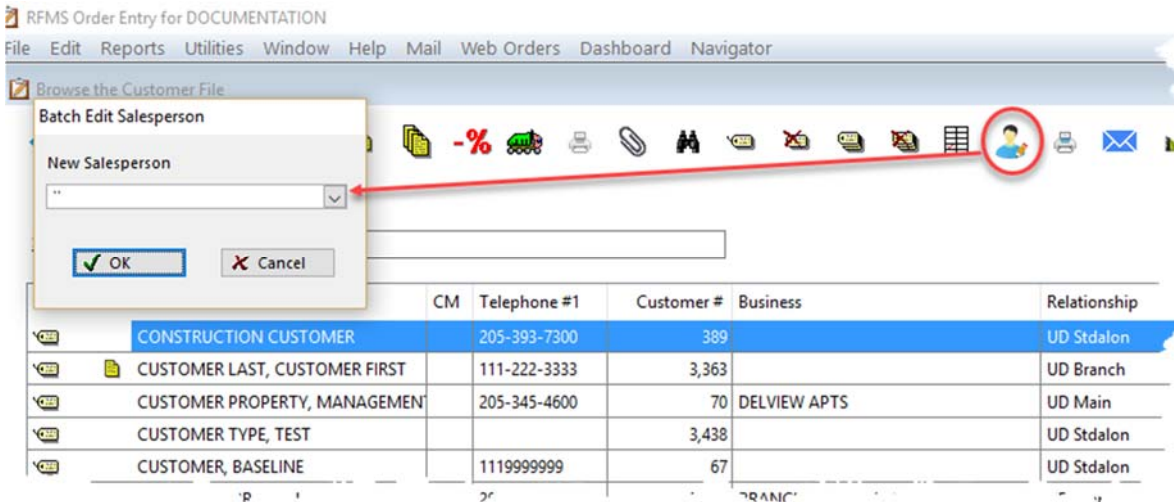 RFMS Order Entry for DOCUMENTATION
File Edit Reports Utilities Window Help Mail Web Orders Dashboard Navigator
Browse the Customer File
Batch Edit Salesperson
-%
New Salesperson
OK Cancel
CM Telephone #1 Customer # Business Relationship
CONSTRUCTION CUSTOMER 205-393-7300 389 UD Stdalon
CUSTOMER LAST, CUSTOMER FIRST 111-222-3333 3,363 UD Branch
CUSTOMER PROPERTY, MANAGEMEN 205-345-4600 70 DELVIEW APTS UD Main
CUSTOMER TYPE, TEST 3,438 UD Stdalon
CUSTOMER, BASELINE 1119999999 67 UD Stdalon